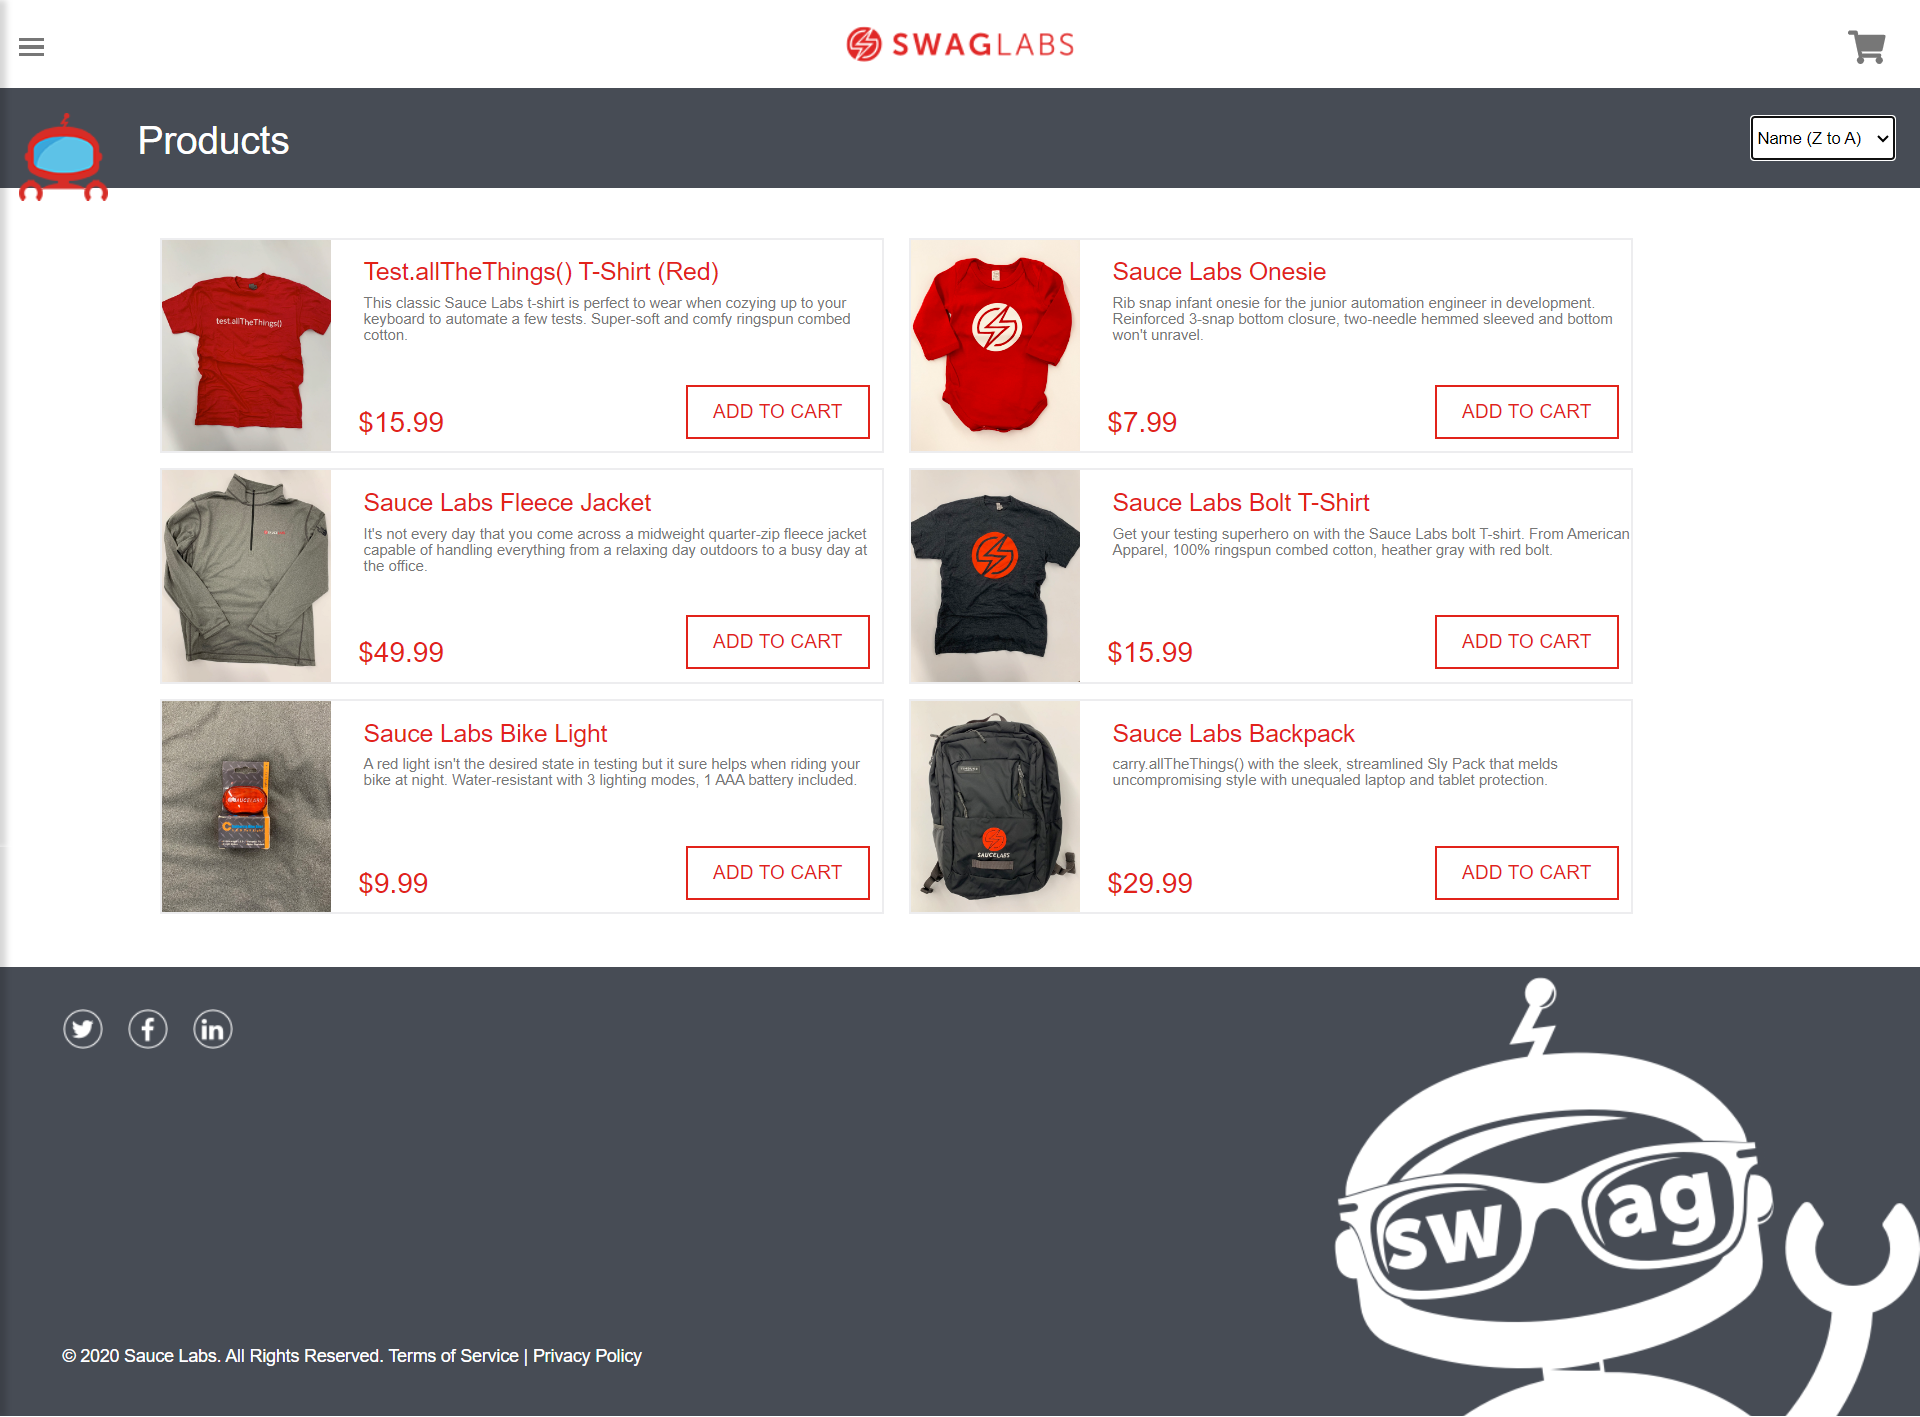 SWAGLABS
Products
Name (Z to A)
test.allTheThings()
Test.allTheThings() T-Shirt (Red)
This classic Sauce Labs t-shirt is perfect to wear when cozying up to your
keyboard to automate a few tests. Super-soft and comfy ringspun combed
cotton.
$15.99
ADD TO CART
Sauce Labs Onesie
Rib snap infant onesie for the junior automation engineer in development.
Reinforced 3-snap bottom closure, two-needle hemmed sleeved and bottom
won't unravel.
$7.99
ADD TO CART
Sauce Labs Fleece Jacket
It's not every day that you come across a midweight quarter-zip fleece jacket
capable of handling everything from a relaxing day outdoors to a busy day at
the office.
$49.99
ADD TO CART
Sauce Labs Bolt T-Shirt
Get your testing superhero on with the Sauce Labs bolt T-shirt. From American
Apparel, 100% ringspun combed cotton, heather gray with red bolt.
$15.99
ADD TO CART
SAUCELABS
Sauce Labs Bike Light
A red light isn't the desired state in testing but it sure helps when riding your
bike at night. Water-resistant with 3 lighting modes, 1 AAA battery included.
$9.99
ADD TO CART
SAUCELABS
Sauce Labs Backpack
carry.allTheThings() with the sleek, streamlined Sly Pack that melds
uncompromising style with unequaled laptop and tablet protection.
$29.99
ADD TO CART
swag
© 2020 Sauce Labs. All Rights Reserved. Terms of Service | Privacy Policy